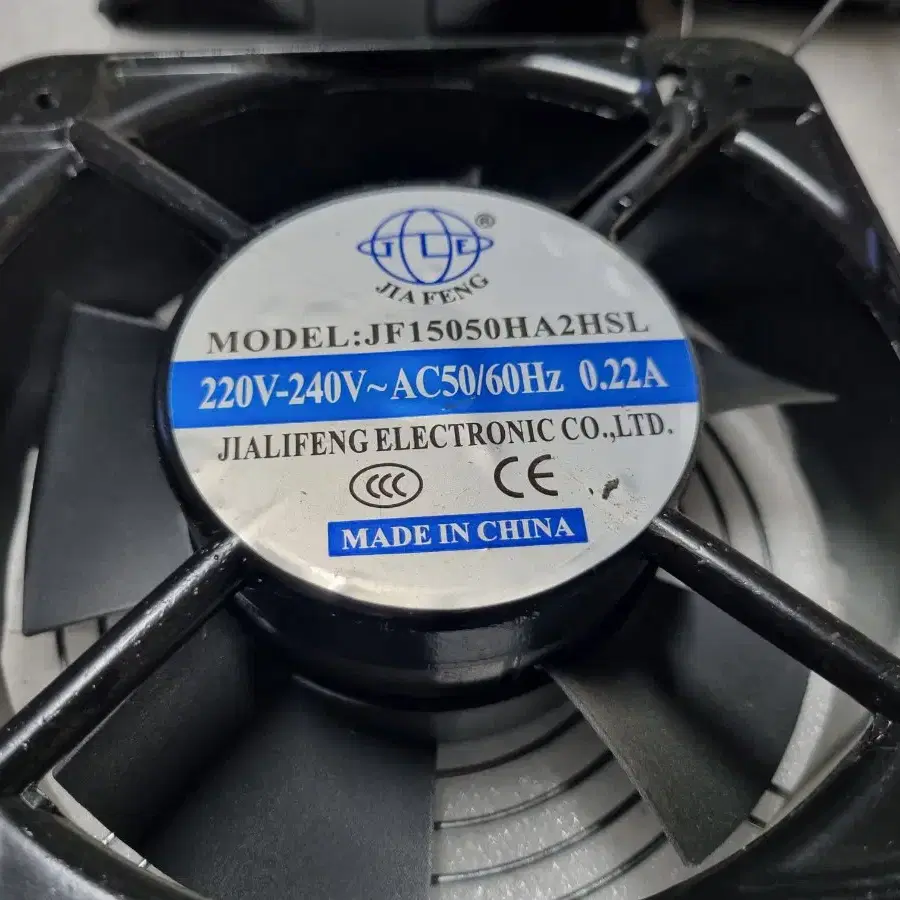 JLE®
JIA FENG
MODEL:JF15050HA2HSL
220V-240V~AC50/60Hz 0.22A
JIALIFENG ELECTRONIC CO.,LTD.
CCC CE
MADE IN CHINA